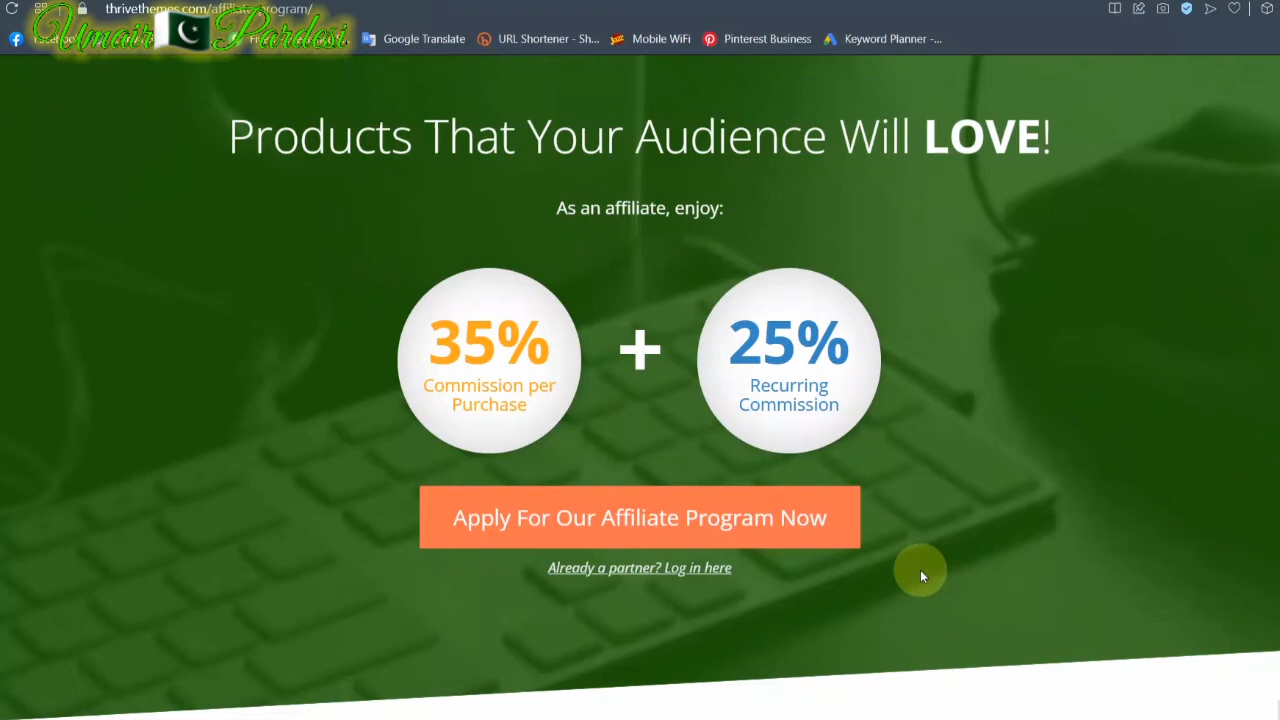 thrivethemes.com/affiliate-program/
Umair Pardesi
Google Translate
URL Shortener - Sh...
Mobile WiFi
Pinterest Business
Keyword Planner -...
Products That Your Audience Will LOVE!
As an affiliate, enjoy:
35%
Commission per
Purchase
+
25%
Recurring
Commission
Apply For Our Affiliate Program Now
Already a partner? Log in here